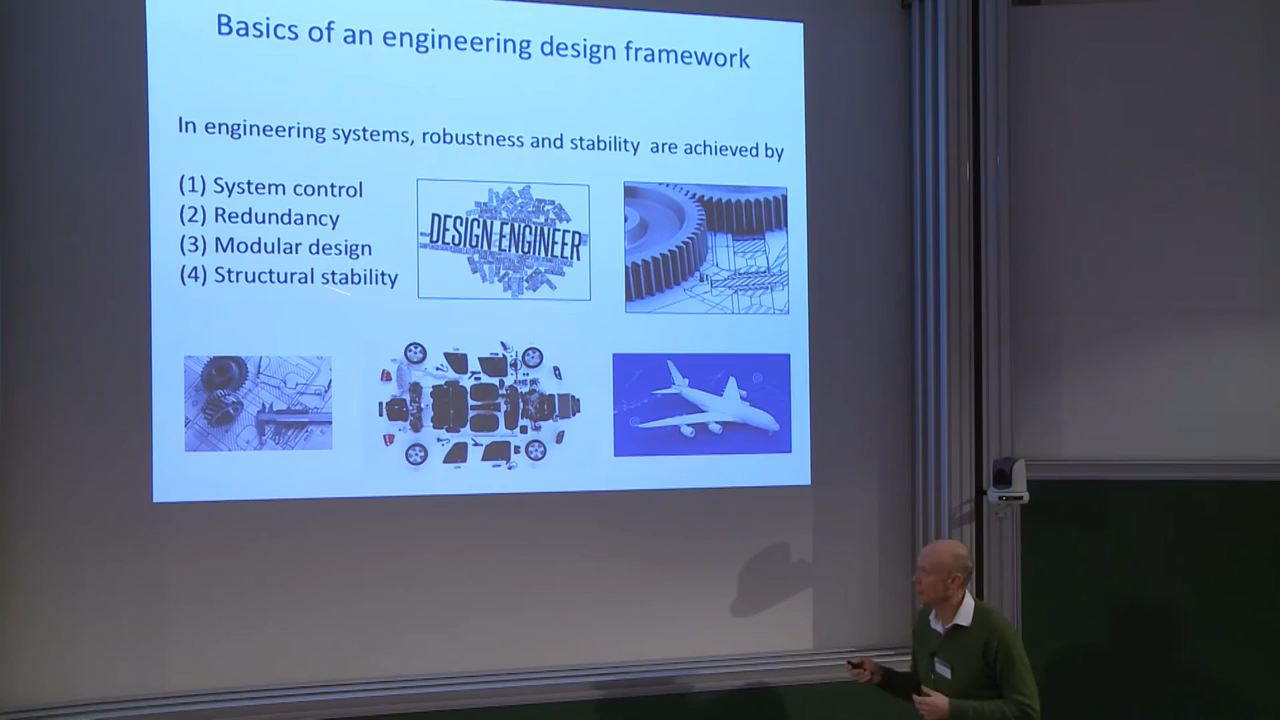 Basics of an engineering design framework
In engineering systems, robustness and stability are achieved by
(1) System control
(2) Redundancy
(3) Modular design
(4) Structural stability
DESIGN ENGINEER